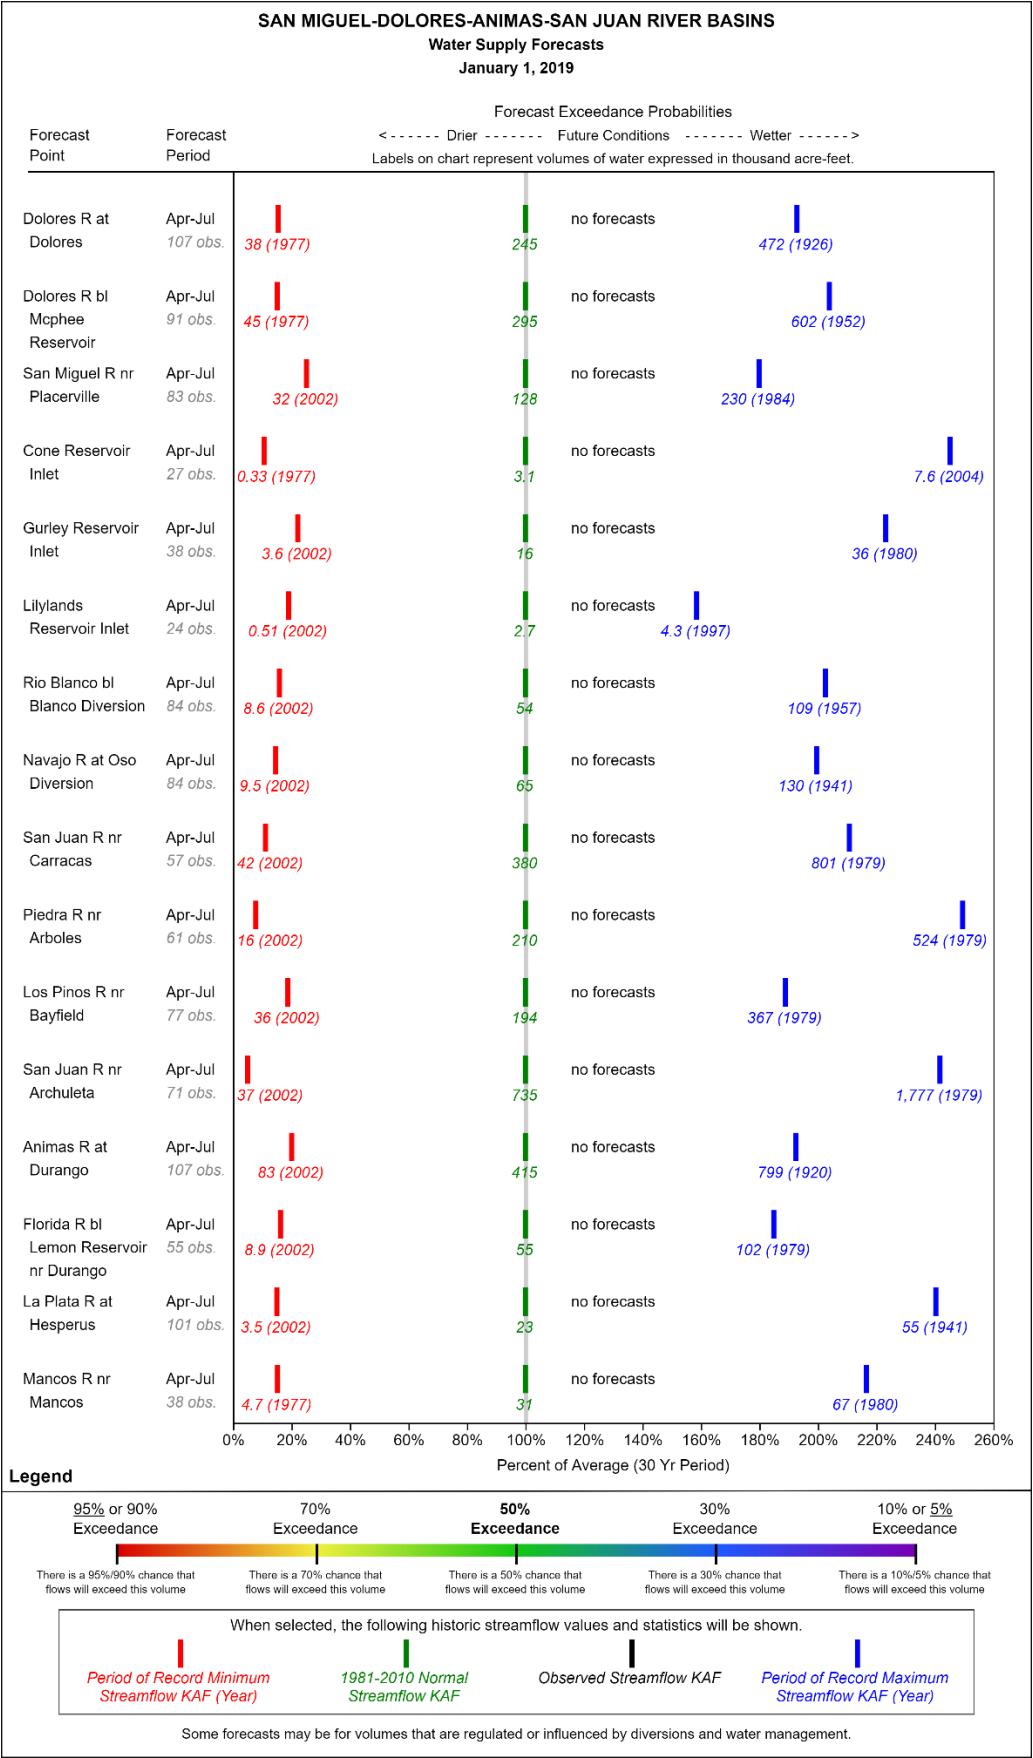 SAN MIGUEL-DOLORES-ANIMAS-SAN JUAN RIVER BASINS
Water Supply Forecasts
January 1, 2019
Forecast Exceedance Probabilities
Forecast Forecast <- - - - - - Drier - - - - - - - Future Conditions - - - - - - - Wetter - - - - - ->
Point Period Labels on chart represent volumes of water expressed in thousand acre-feet.
Dolores R at Apr-Jul no forecasts
Dolores 107 obs. 38 (1977) 245 472 (1926)
Dolores R bl Apr-Jul no forecasts
Mcphee 91 obs. 45 (1977) 295 602 (1952)
Reservoir
San Miguel R nr Apr-Jul no forecasts
Placerville 83 obs. 32 (2002) 128 230 (1984)
Cone Reservoir Apr-Jul no forecasts
Inlet 27 obs. 0.33 (1977) 3.1 7.6 (2004)
Gurley Reservoir Apr-Jul no forecasts
Inlet 38 obs. 3.6 (2002) 16 36 (1980)
Lilylands Apr-Jul no forecasts
Reservoir Inlet 24 obs. 0.51 (2002) 2.7 4.3 (1997)
Rio Blanco bl Apr-Jul no forecasts
Blanco Diversion 84 obs. 8.6 (2002) 54 109 (1957)
Navajo R at Oso Apr-Jul no forecasts
Diversion 84 obs. 9.5 (2002) 65 130 (1941)
San Juan R nr Apr-Jul no forecasts
Carracas 57 obs. 42 (2002) 380 801 (1979)
Piedra R nr Apr-Jul no forecasts
Arboles 61 obs. 16 (2002) 210 524 (1979)
Los Pinos R nr Apr-Jul no forecasts
Bayfield 77 obs. 36 (2002) 194 367 (1979)
San Juan R nr Apr-Jul no forecasts
Archuleta 71 obs. 37 (2002) 735 1,777 (1979)
Animas R at Apr-Jul no forecasts
Durango 107 obs. 83 (2002) 415 799 (1920)
Florida R bl Apr-Jul no forecasts
Lemon Reservoir 55 obs. 8.9 (2002) 55 102 (1979)
nr Durango
La Plata R at Apr-Jul no forecasts
Hesperus 101 obs. 3.5 (2002) 23 55 (1941)
Mancos R nr Apr-Jul no forecasts
Mancos 38 obs. 4.7 (1977) 31 67 (1980)
0% 20% 40% 60% 80% 100% 120% 140% 160% 180% 200% 220% 240% 260%
Percent of Average (30 Yr Period)
Legend
95% or 90% 70% 50% 30% 10% or 5%
Exceedance Exceedance Exceedance Exceedance Exceedance
There is a 95%/90% chance that There is a 70% chance that There is a 50% chance that There is a 30% chance that There is a 10%/5% chance that
flows will exceed this volume flows will exceed this volume flows will exceed this volume flows will exceed this volume flows will exceed this volume
When selected, the following historic streamflow values and statistics will be shown.
Period of Record Minimum 1981-2010 Normal Observed Streamflow KAF Period of Record Maximum
Streamflow KAF (Year) Streamflow KAF Streamflow KAF (Year)
Some forecasts may be for volumes that are regulated or influenced by diversions and water management.